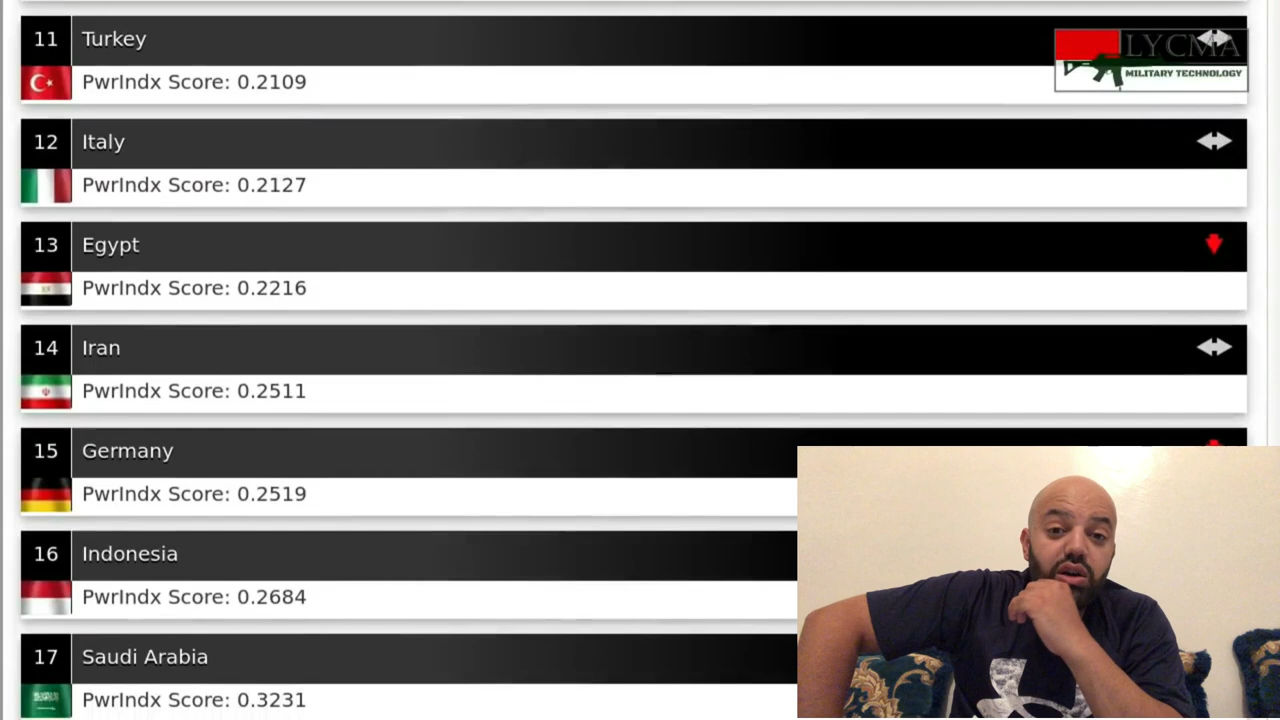 11 Turkey
PwrIndx Score: 0.2109
LYCMA
MILITARY TECHNOLOGY
12 Italy
PwrIndx Score: 0.2127
13 Egypt
PwrIndx Score: 0.2216
14 Iran
PwrIndx Score: 0.2511
15 Germany
PwrIndx Score: 0.2519
16 Indonesia
PwrIndx Score: 0.2684
17 Saudi Arabia
PwrIndx Score: 0.3231